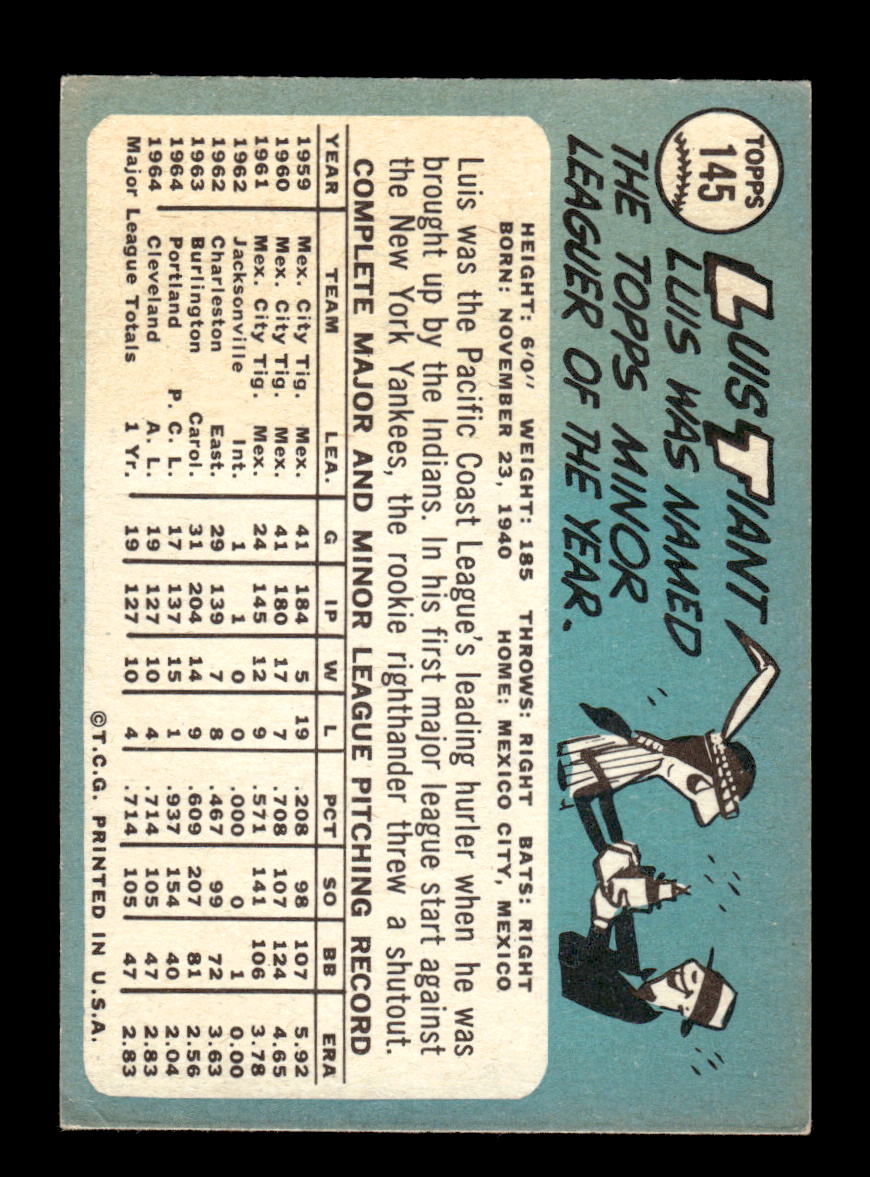 TOPPS
145
LUIS TIANT
LUIS WAS NAMED
THE TOPPS MINOR
LEAGUER OF THE YEAR.
HEIGHT: 6'0" WEIGHT: 185 THROWS: RIGHT BATS: RIGHT
BORN: NOVEMBER 23, 1940 HOME: MEXICO CITY, MEXICO
Luis was the Pacific Coast League's leading hurler when he was
brought up by the Indians. In his first major league start against
the New York Yankees, the rookie righthander threw a shutout.
COMPLETE MAJOR AND MINOR LEAGUE PITCHING RECORD
YEAR TEAM LEA. G IP W L PCT SO BB ERA
1959 Mex. City Tig. Mex. 41 184 5 19 .208 98 107 5.92
1960 Mex. City Tig. Mex. 41 180 17 7 .708 107 124 4.65
1961 Mex. City Tig. Mex. 24 145 12 9 .571 141 106 3.78
1962 Jacksonville Int. 1 1 0 0 .000 0 1 0.00
1962 Charleston East. 29 139 7 8 .467 99 72 3.63
1963 Burlington Carol. 31 204 14 9 .609 207 81 2.56
1964 Portland P. C. L. 17 137 15 1 .937 154 40 2.04
1964 Cleveland A. L. 19 127 10 4 .714 105 47 2.83
Major League Totals 1 Yr. 19 127 10 4 .714 105 47 2.83
©T.C.G. PRINTED IN U.S.A.